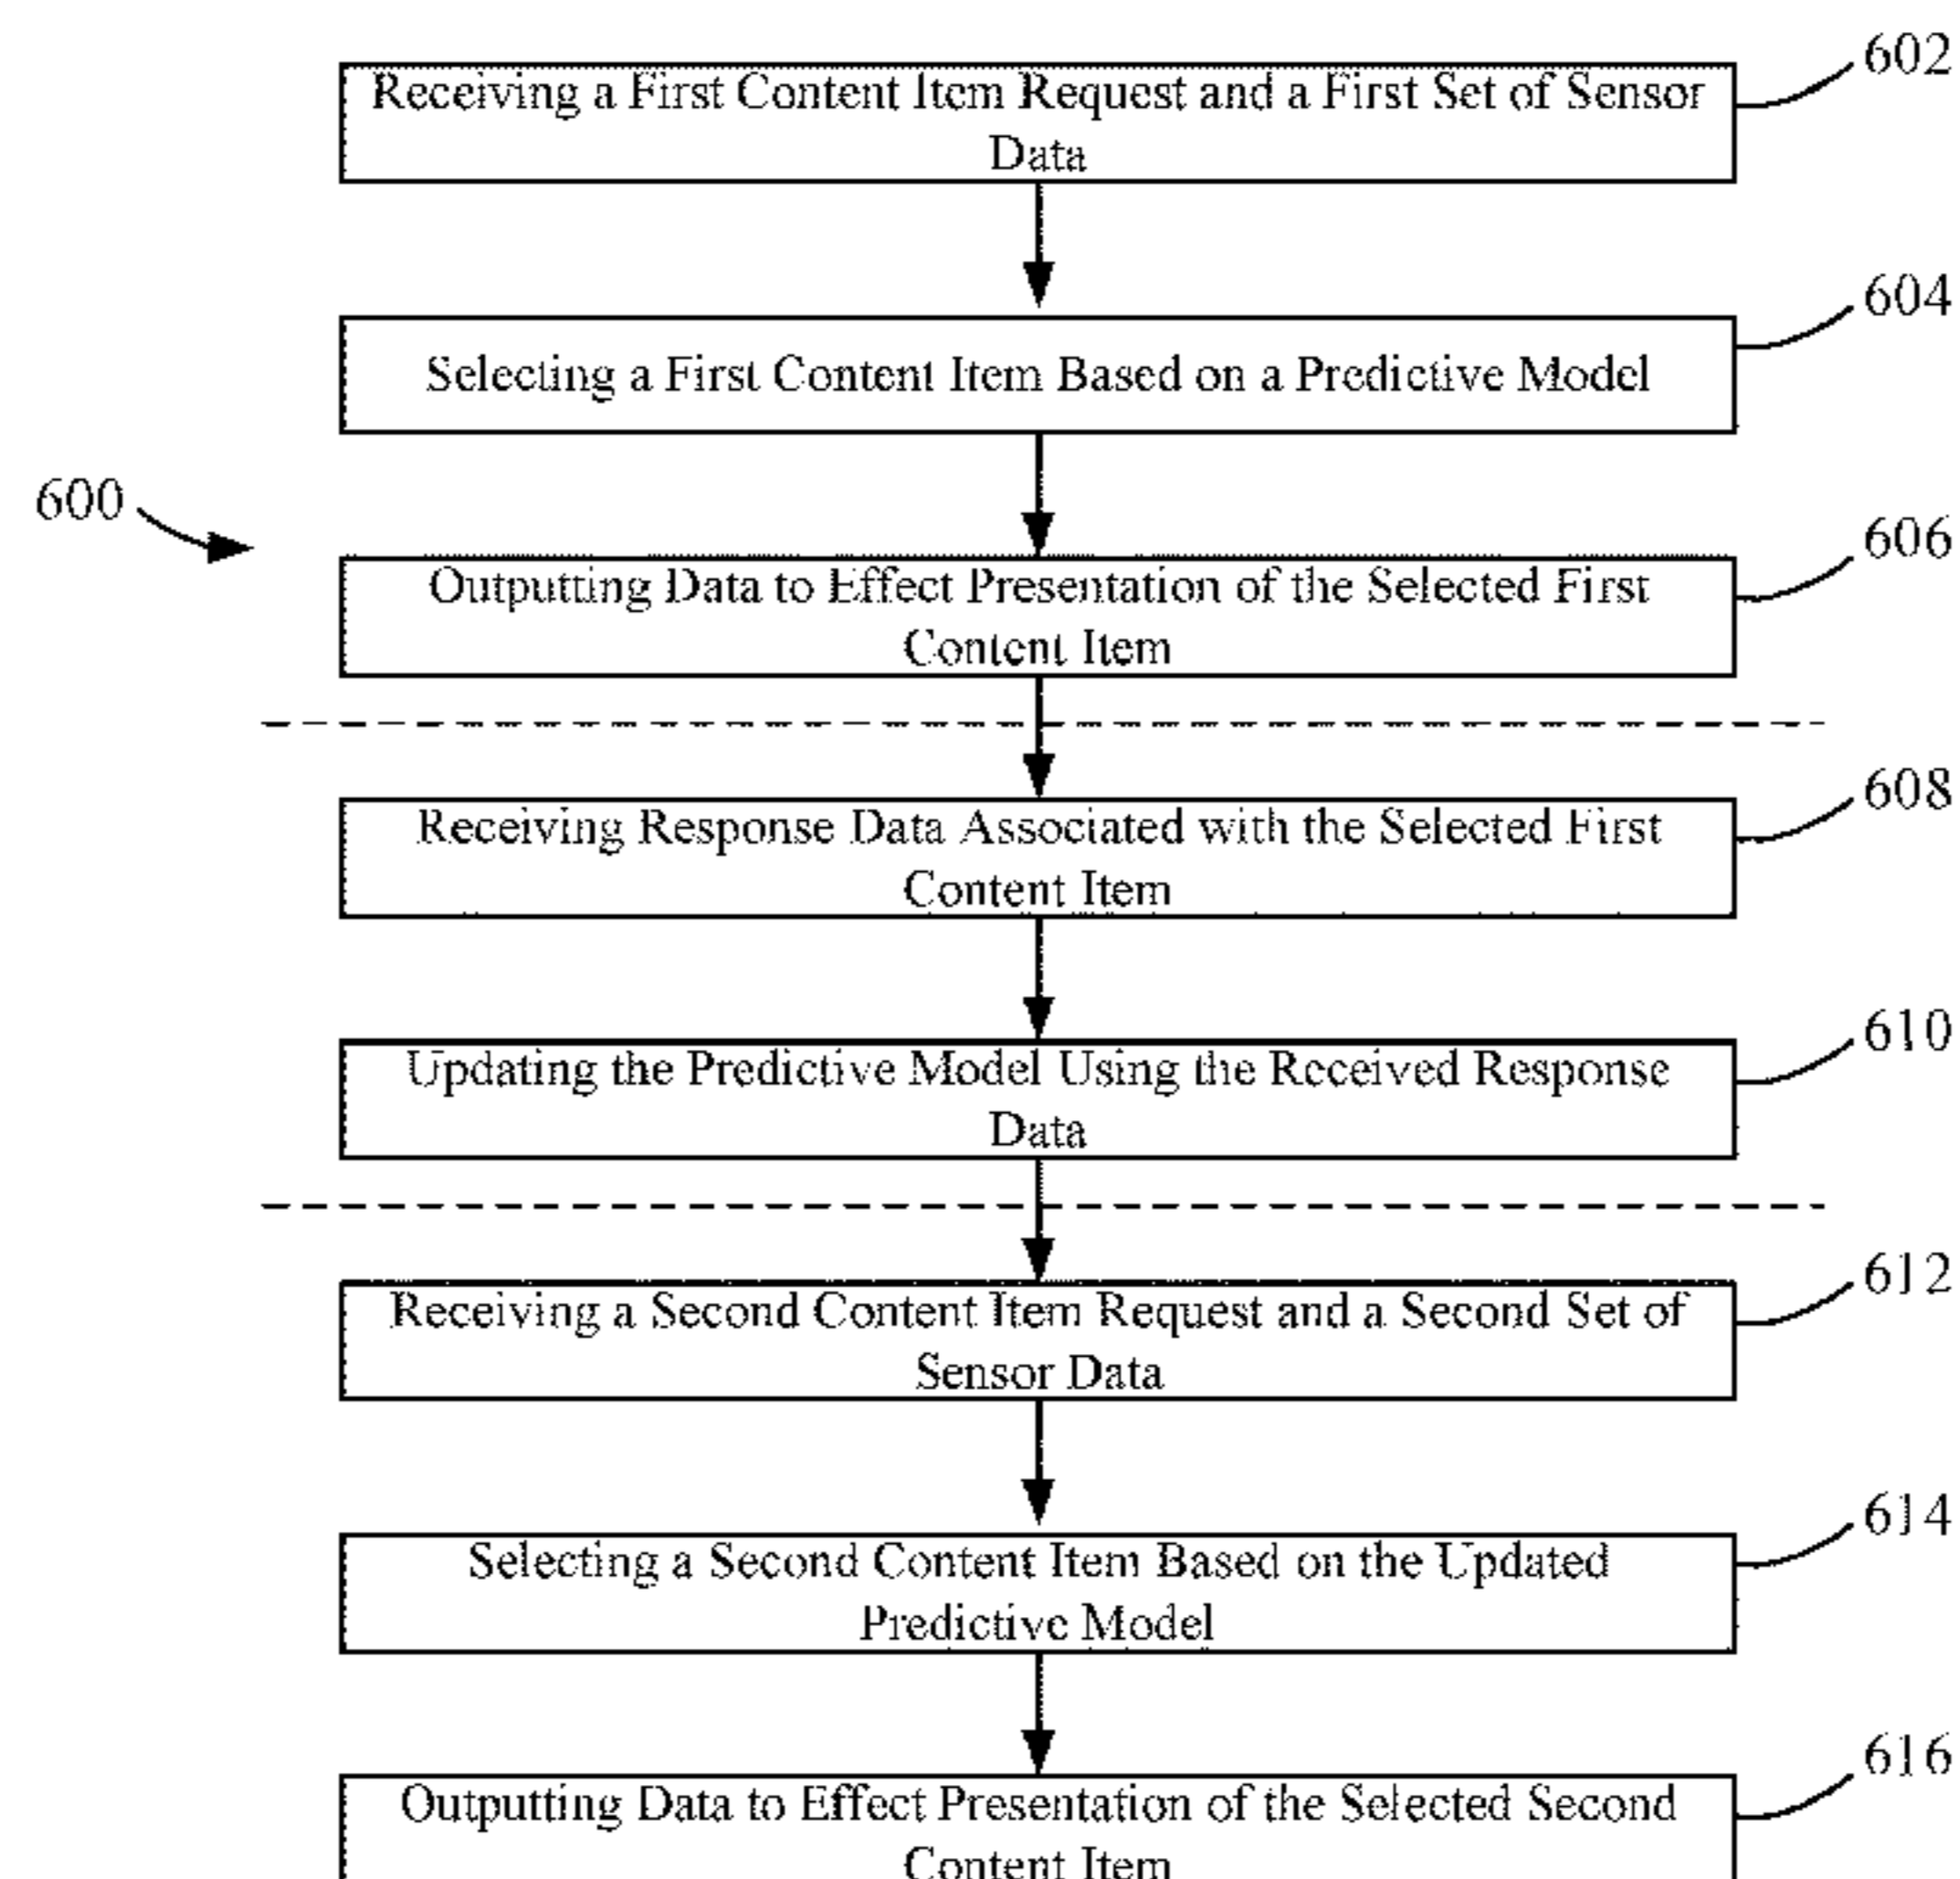 602
Receiving a First Content Item Request and a First Set of Sensor
Data
604
Selecting a First Content Item Based on a Predictive Model
600
606
Outputting Data to Effect Presentation of the Selected First
Content Item
608
Receiving Response Data Associated with the Selected First
Content Item
610
Updating the Predictive Model Using the Received Response
Data
612
Receiving a Second Content Item Request and a Second Set of
Sensor Data
614
Selecting a Second Content Item Based on the Updated
Predictive Model
616
Outputting Data to Effect Presentation of the Selected Second
Content Item